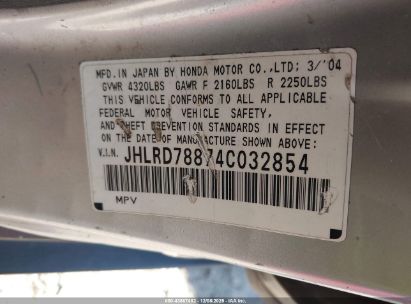 MFD. IN JAPAN BY HONDA MOTOR CO.,LTD; 3/'04
GVWR 4320LBS GAWR F 2160LBS R 2250LBS
THIS VEHICLE CONFORMS TO ALL APPLICABLE
FEDERAL MOTOR VEHICLE SAFETY,
AND THEFT PREVENTION STANDARDS IN EFFECT
ON THE DATE OF MANUFACTURE SHOWN ABOVE:
V.I.N. JHLRD78874C032854
MPV